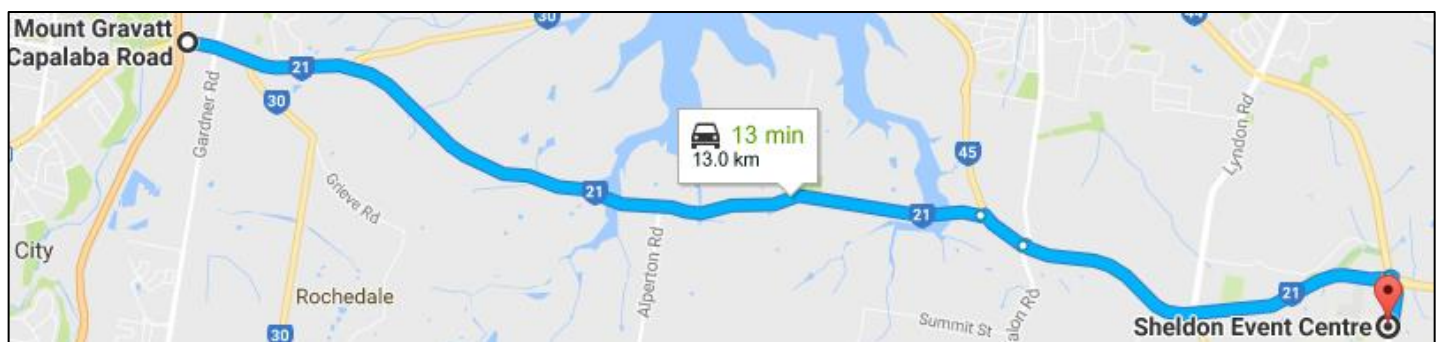 Mount Gravatt
Capalaba Road
30
44
21
30
Gardner Rd
13 min
13.0 km
45
Lyndon Rd
Grieve Rd
21
21
City
Alperton Rd
Rochedale
21
Summit St
alon Rd
30
Sheldon Event Centre